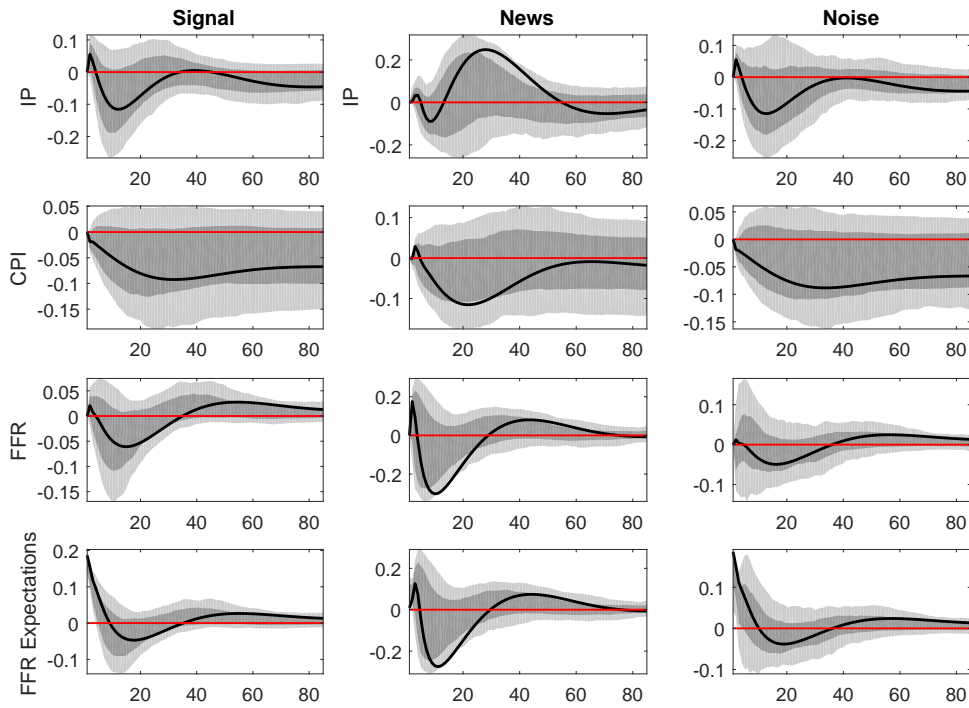 Signal News Noise
0.1 0 -0.1 -0.2 IP 20 40 60 80
0.2 0 -0.2 IP 20 40 60 80
0.1 0 -0.1 -0.2 20 40 60 80
0.05 0 -0.05 -0.1 -0.15 CPI 20 40 60 80
0.1 0 -0.1 20 40 60 80
0.05 0 -0.05 -0.1 -0.15 20 40 60 80
0.05 0 -0.05 -0.1 -0.15 FFR 20 40 60 80
0.2 0 -0.2 20 40 60 80
0.1 0 -0.1 20 40 60 80
0.2 0.1 0 -0.1 FFR Expectations 20 40 60 80
0.2 0 -0.2 20 40 60 80
0.1 0 -0.1 20 40 60 80